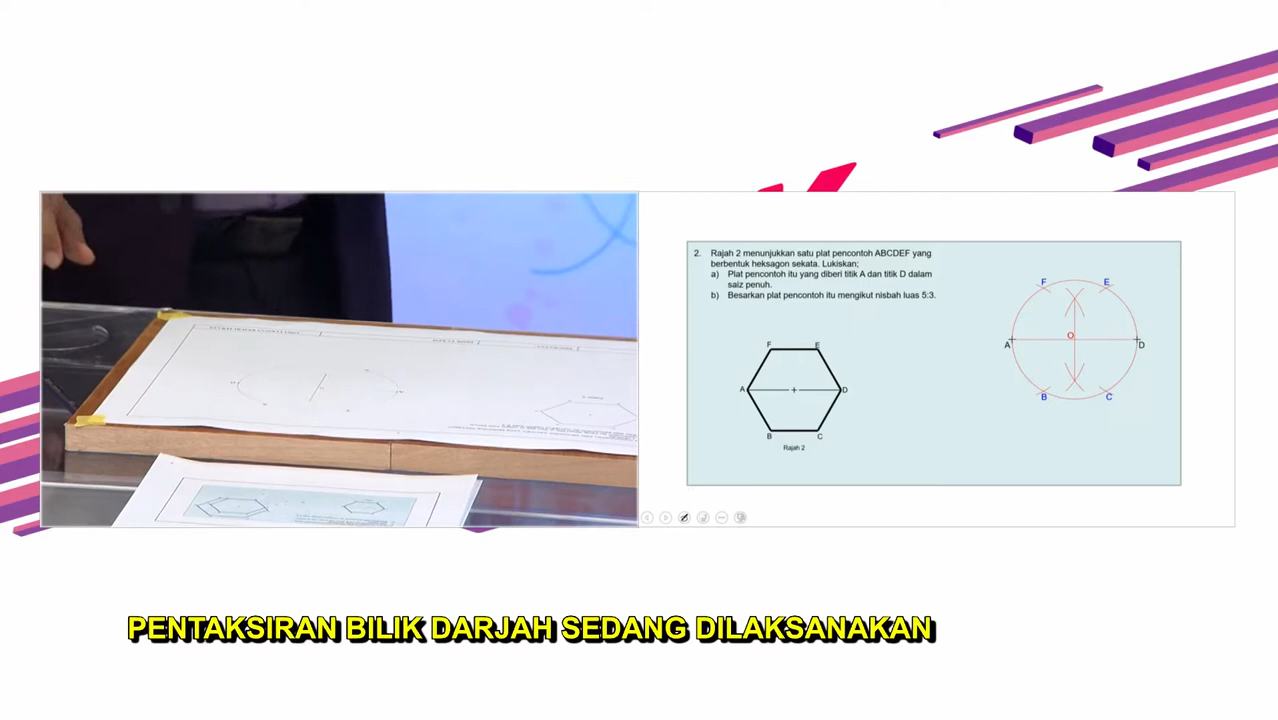 2. Rajah 2 menunjukkan satu plat pencontoh ABCDEF yang
berbentuk heksagon sekata. Lukiskan;
a) Plat pencontoh itu yang diberi titik A dan titik D dalam
saiz penuh.
b) Besarkan plat pencontoh itu mengikut nisbah luas 5:3.
F E
A D
B C
Rajah 2
F E
O
A D
B C
PENTAKSIRAN BILIK DARJAH SEDANG DILAKSANAKAN